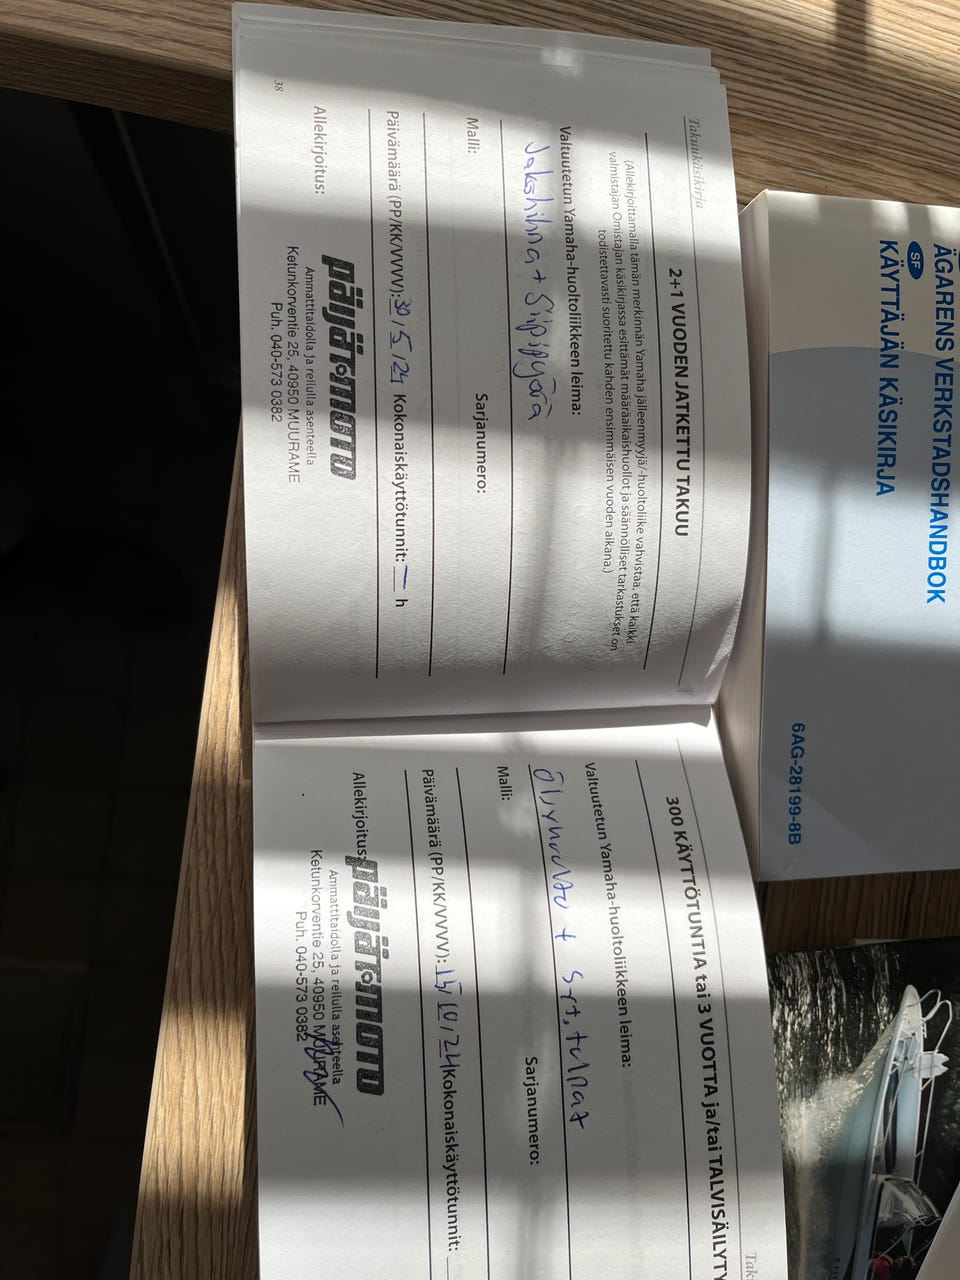 Takuukäsikirja
2+1 VUODEN JATKETTU TAKUU
(Allekirjoittamalla tämän merkinnän Yamaha jälleenmyyjä/-huoltoliike vahvistaa, että kaikki
valmistajan Omistajan käsikirjassa esittämät määräaikaishuollot ja säännölliset tarkastukset on
todistettavasti suoritettu kahden ensimmäisen vuoden aikana.)
Valtuutetun Yamaha-huoltoliikkeen leima:
Jakohihna + Siipipyörä
Malli: Sarjanumero:
Päivämäärä (PP/KK/VVVV): 30 / 5 / 24 Kokonaiskäyttötunnit: — h
Allekirjoitus:
päijätmoto
Ammattitaidolla ja reilulla asenteella
Ketunkorventie 25, 40950 MUURAME
Puh. 040-573 0382
38
300 KÄYTTÖTUNTIA tai 3 VUOTTA ja/tai TALVISÄILYTY
Valtuutetun Yamaha-huoltoliikkeen leima:
Öljyhuolto + Syt. tulpat
Malli: Sarjanumero:
Päivämäärä (PP/KK/VVVV): 15 / 10 / 24 Kokonaiskäyttötunnit:
Allekirjoitus:
päijätmoto
Ammattitaidolla ja reilulla asenteella
Ketunkorventie 25, 40950 MUURAME
Puh. 040-573 0382
ÄGARENS VERKSTADSHANDBOK
SF
KÄYTTÄJÄN KÄSIKIRJA
6AG-28199-8B